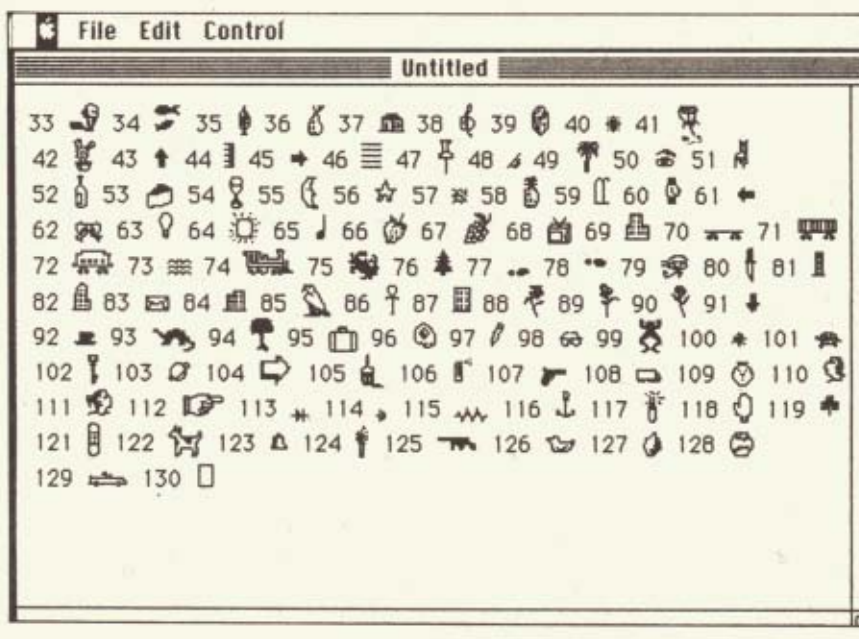 File Edit Control
Untitled
33 34 35 36 37 38 39 40 41
42 43 44 45 46 47 48 49 50 51
52 53 54 55 56 57 58 59 60 61
62 63 64 65 66 67 68 69 70 71
72 73 74 75 76 77 78 79 80 81
82 83 84 85 86 87 88 89 90 91
92 93 94 95 96 97 98 99 100 101
102 103 104 105 106 107 108 109 110
111 112 113 114 115 116 117 118 119
121 122 123 124 125 126 127 128
129 130